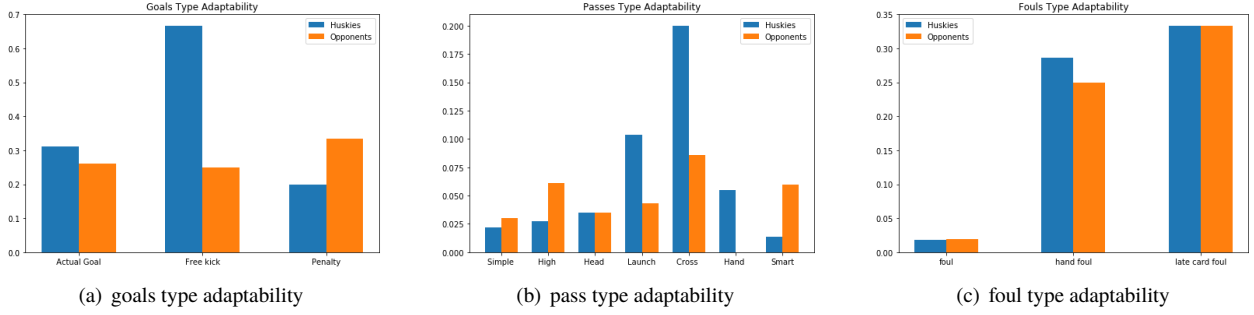 Goals Type Adaptability
0.7
0.6
0.5
0.4
0.3
0.2
0.1
0.0
Huskies
Opponents
Actual Goal Free kick Penalty
(a) goals type adaptability
Passes Type Adaptability
0.200
0.175
0.150
0.125
0.100
0.075
0.050
0.025
0.000
Huskies
Opponents
Simple High Head Launch Cross Hand Smart
(b) pass type adaptability
Fouls Type Adaptability
0.35
0.30
0.25
0.20
0.15
0.10
0.05
0.00
Huskies
Opponents
foul hand foul late card foul
(c) foul type adaptability